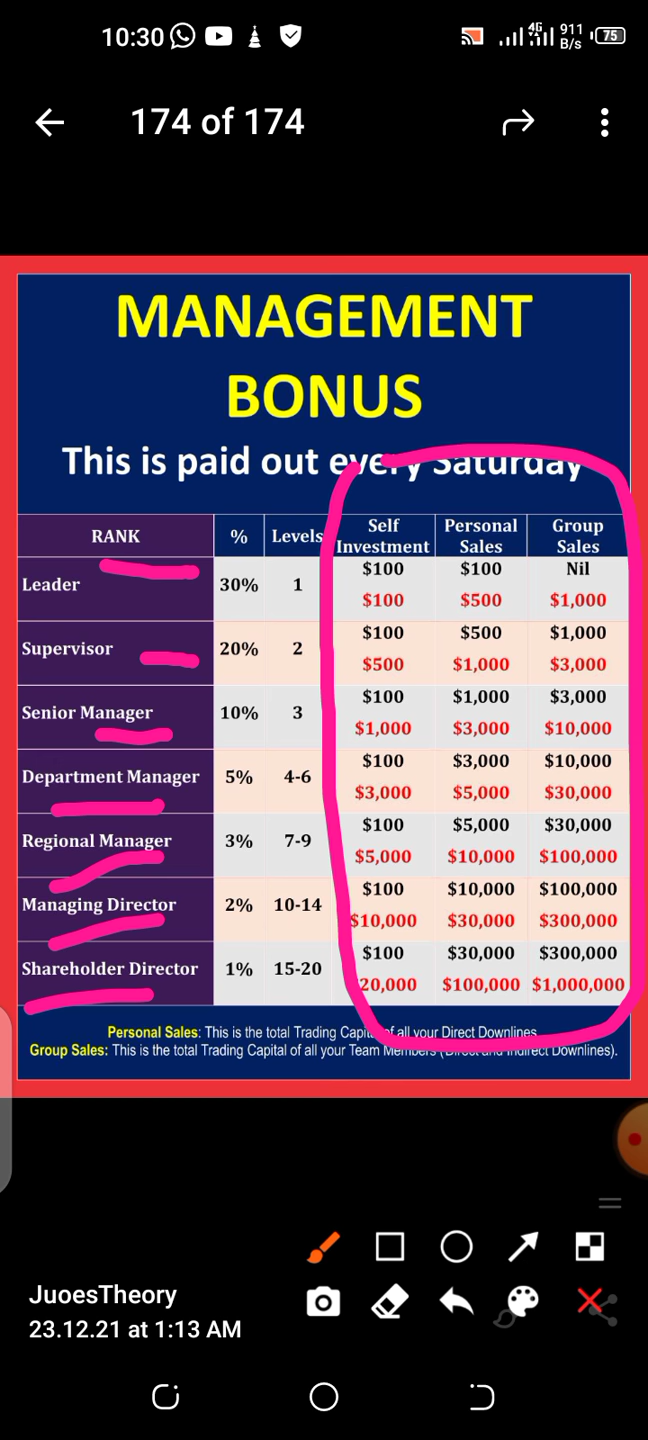 10:30 4G 911 B/s 75
174 of 174
MANAGEMENT
BONUS
This is paid out every Saturday
RANK % Levels Self Investment Personal Sales Group Sales
Leader 30% 1 $100 $100 Nil
$100 $500 $1,000
Supervisor 20% 2 $100 $500 $1,000
$500 $1,000 $3,000
Senior Manager 10% 3 $100 $1,000 $3,000
$1,000 $3,000 $10,000
Department Manager 5% 4-6 $100 $3,000 $10,000
$3,000 $5,000 $30,000
Regional Manager 3% 7-9 $100 $5,000 $30,000
$5,000 $10,000 $100,000
Managing Director 2% 10-14 $100 $10,000 $100,000
$10,000 $30,000 $300,000
Shareholder Director 1% 15-20 $100 $30,000 $300,000
20,000 $100,000 $1,000,000
Personal Sales: This is the total Trading Capital of all your Direct Downlines.
Group Sales: This is the total Trading Capital of all your Team Members (Direct and Indirect Downlines).
JuoesTheory
23.12.21 at 1:13 AM